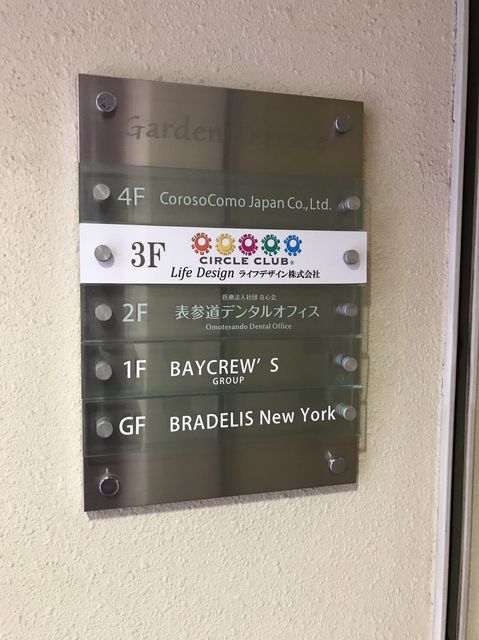 Garden Terrace
4F CorosoComo Japan Co.,Ltd.
CIRCLE CLUB®
3F Life Design ライフデザイン株式会社
医療法人社団 在心会
2F 表参道デンタルオフィス
Omotesando Dental Office
1F BAYCREW'S
GROUP
GF BRADELIS New York